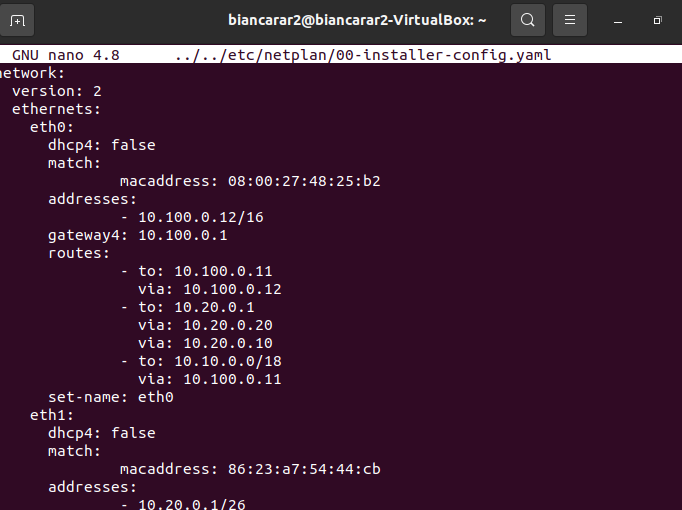 biancarar2@biancarar2-VirtualBox: ~
GNU nano 4.8 ../../etc/netplan/00-installer-config.yaml
network:
version: 2
ethernets:
eth0:
dhcp4: false
match:
macaddress: 08:00:27:48:25:b2
addresses:
- 10.100.0.12/16
gateway4: 10.100.0.1
routes:
- to: 10.100.0.11
via: 10.100.0.12
- to: 10.20.0.1
via: 10.20.0.20
via: 10.20.0.10
- to: 10.10.0.0/18
via: 10.100.0.11
set-name: eth0
eth1:
dhcp4: false
match:
macaddress: 86:23:a7:54:44:cb
addresses:
- 10.20.0.1/26